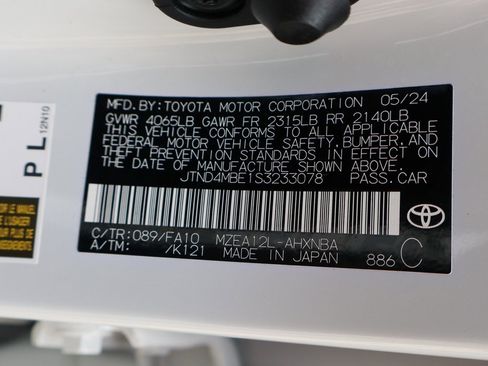 MFD. BY: TOYOTA MOTOR CORPORATION 05/24
GVWR 4065LB GAWR FR 2315LB RR 2140LB
THIS VEHICLE CONFORMS TO ALL APPLICABLE
FEDERAL MOTOR VEHICLE SAFETY, BUMPER, AND
THEFT PREVENTION STANDARDS IN EFFECT ON
THE DATE OF MANUFACTURE SHOWN ABOVE.
JTND4MBE1S3233078 PASS.CAR
C/TR:089/FA10 MZEA12L-AHXNBA
A/TM: /K121 MADE IN JAPAN 886 C
TOYOTA
P L
12N10